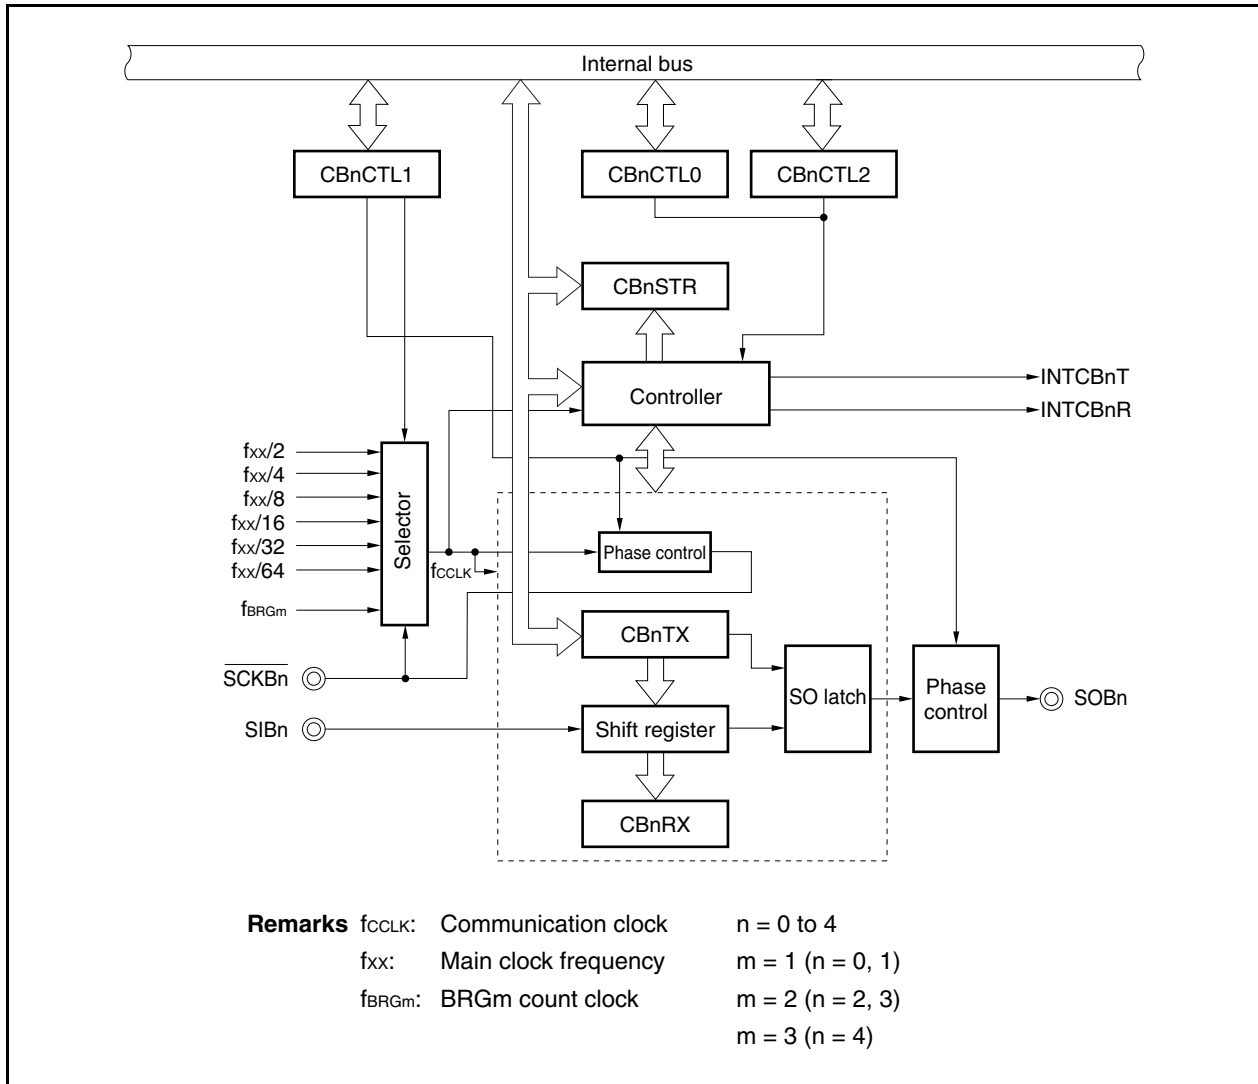 Internal bus
CBnCTL1
CBnCTL0
CBnCTL2
CBnSTR
Controller
INTCBnT
INTCBnR
fxx/2
fxx/4
fxx/8
fxx/16
fxx/32
fxx/64
fBRGm
Selector
fCCLK
Phase control
CBnTX
SCKBn
SIBn
Shift register
SO latch
Phase
control
SOBn
CBnRX
Remarks fCCLK: Communication clock n = 0 to 4
fxx: Main clock frequency m = 1 (n = 0, 1)
fBRGm: BRGm count clock m = 2 (n = 2, 3)
m = 3 (n = 4)